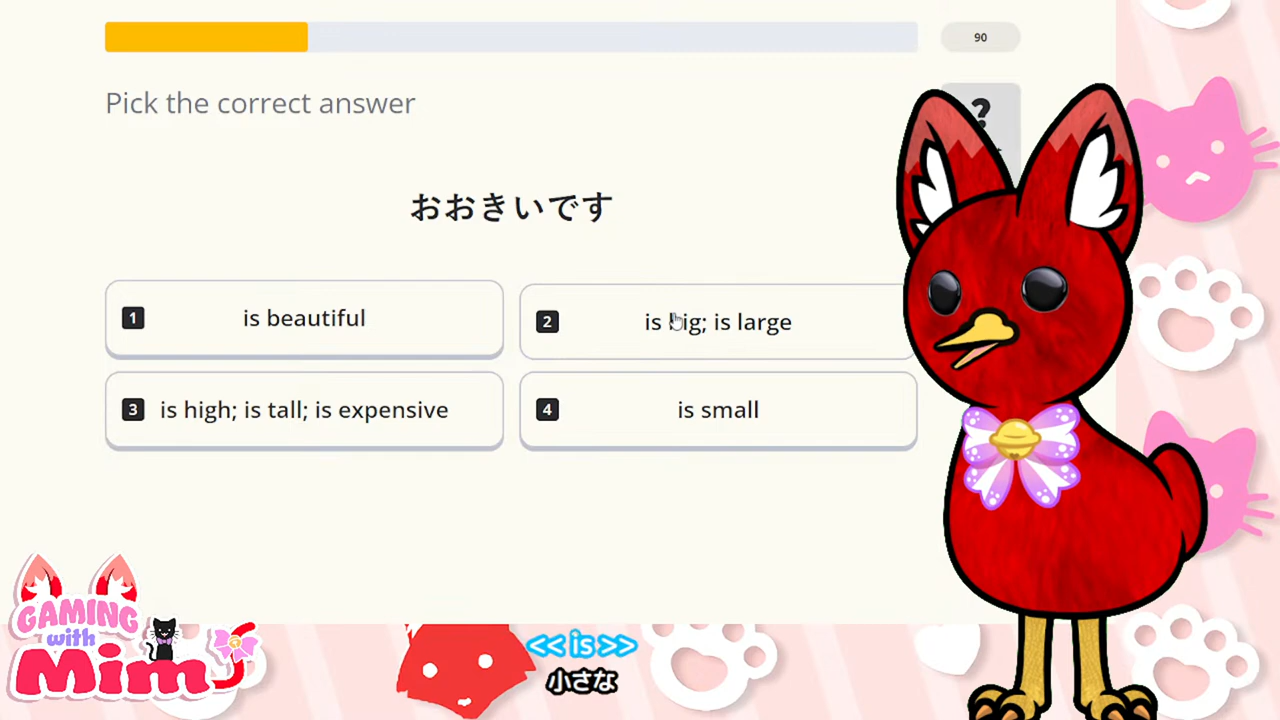 90
Pick the correct answer
?
おおきいです
1 is beautiful
2 is big; is large
3 is high; is tall; is expensive
4 is small
GAMING
with
Mim
<< is >>
小さな